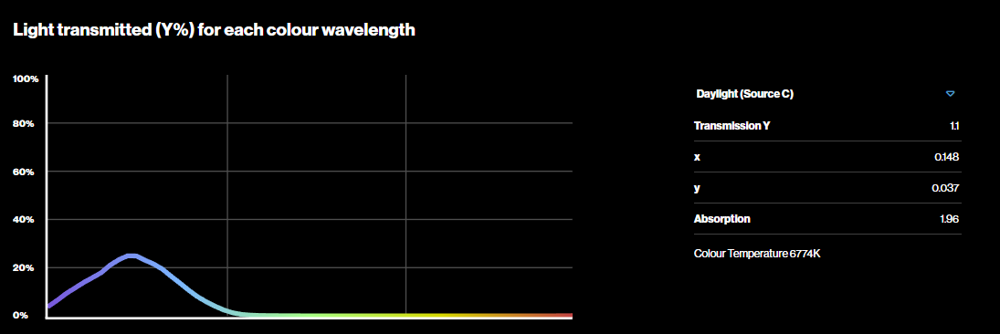 Light transmitted (Y%) for each colour wavelength
100%
80%
60%
40%
20%
0%
Daylight (Source C)
Transmission Y 1.1
x 0.148
y 0.037
Absorption 1.96
Colour Temperature 6774K